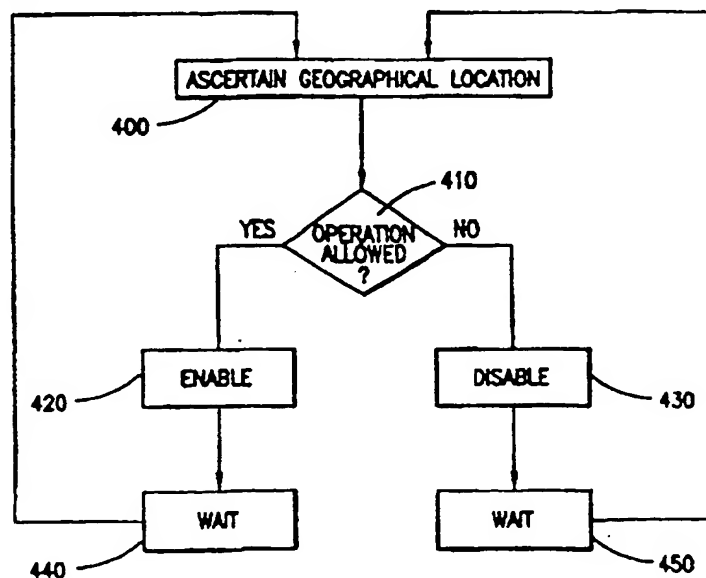 ASCERTAIN GEOGRAPHICAL LOCATION
400
410
YES
OPERATION
ALLOWED
?
NO
ENABLE
420
DISABLE
430
WAIT
440
WAIT
450